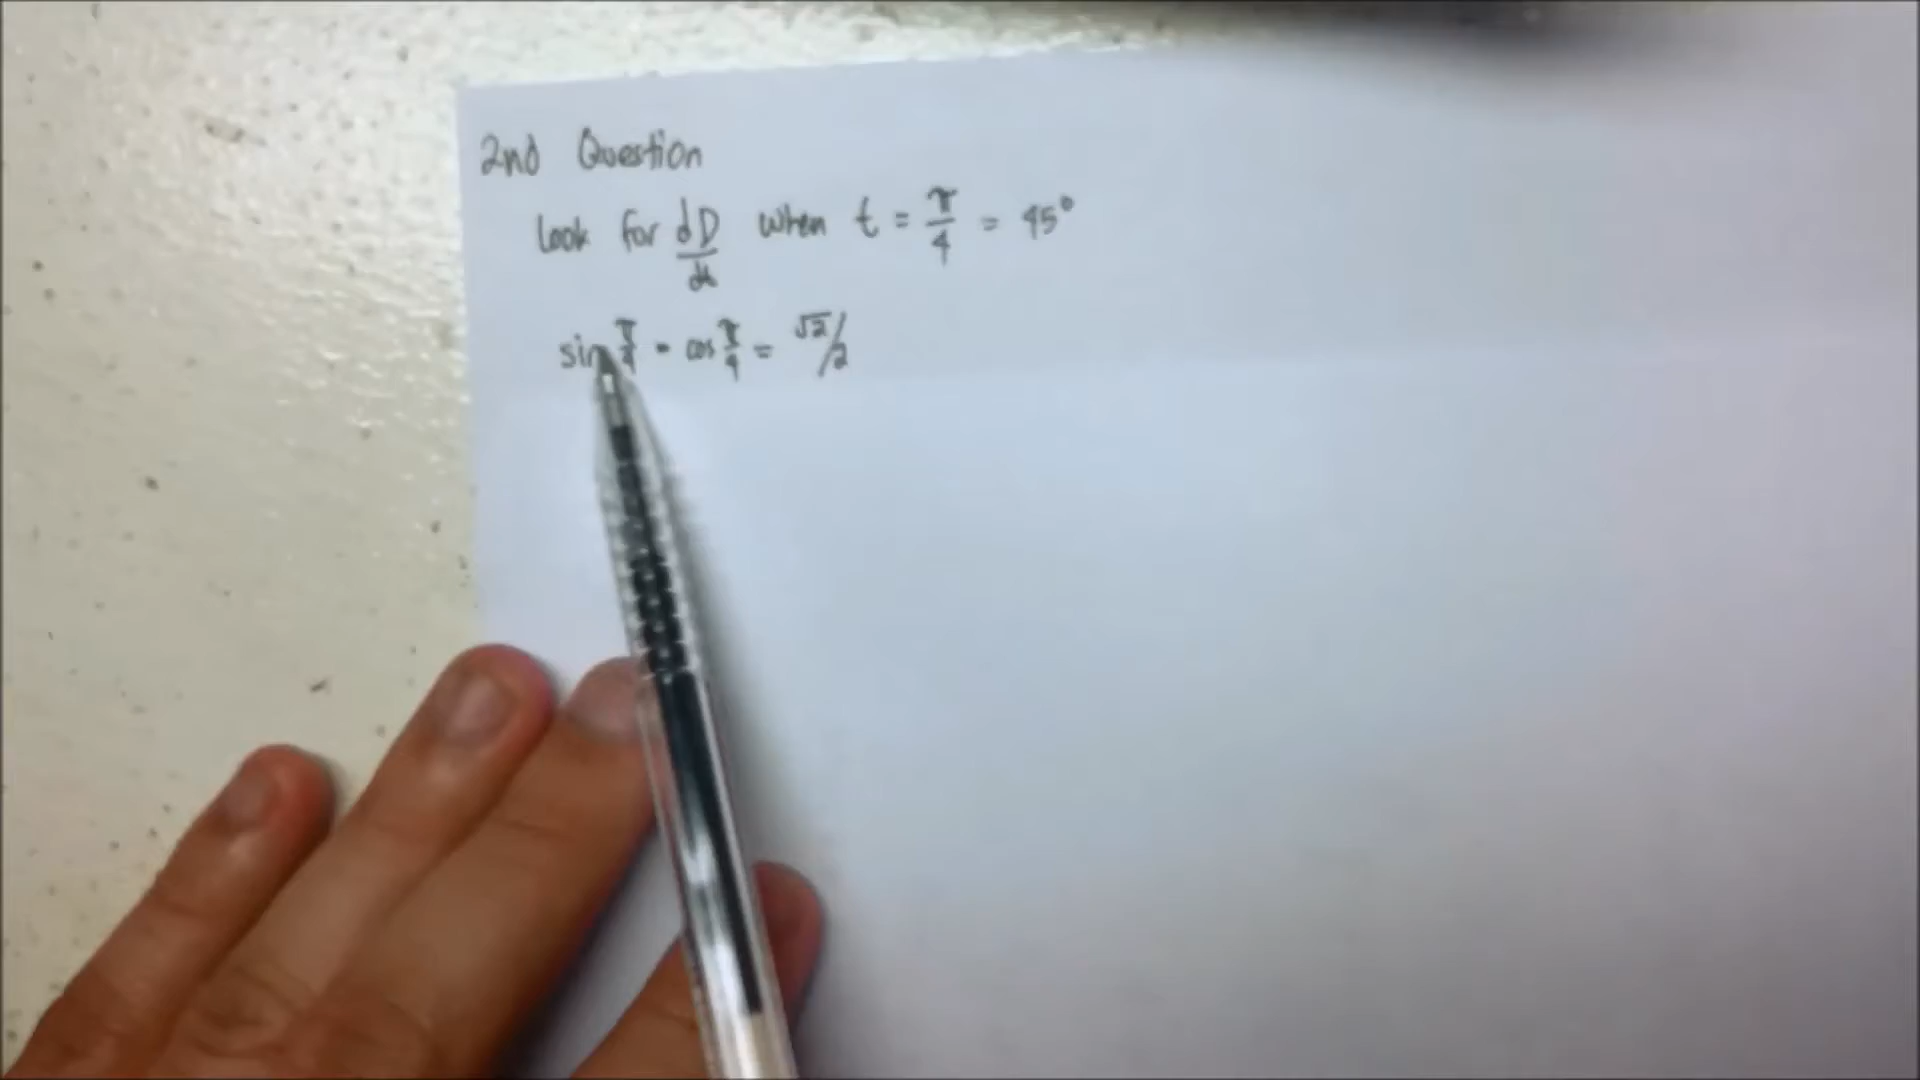 2nd Question
Look for dD/dt when t = π/4 = 45°
sin π/4 = cos π/4 = √2/2